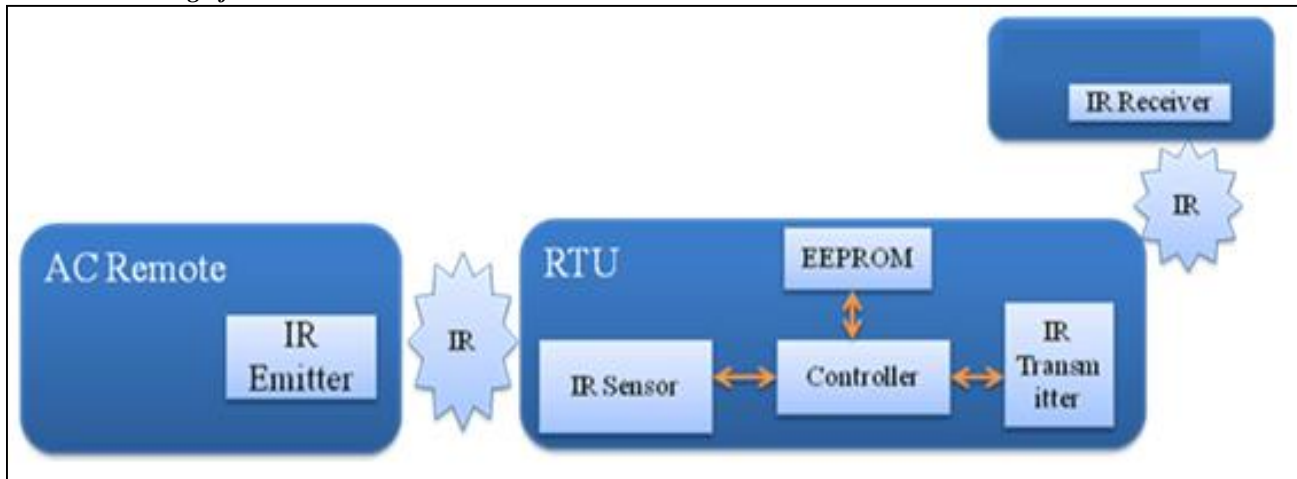 IR Receiver
IR
AC Remote
IR
Emitter
IR
RTU
EEPROM
IR Sensor
Controller
IR
Transm
itter